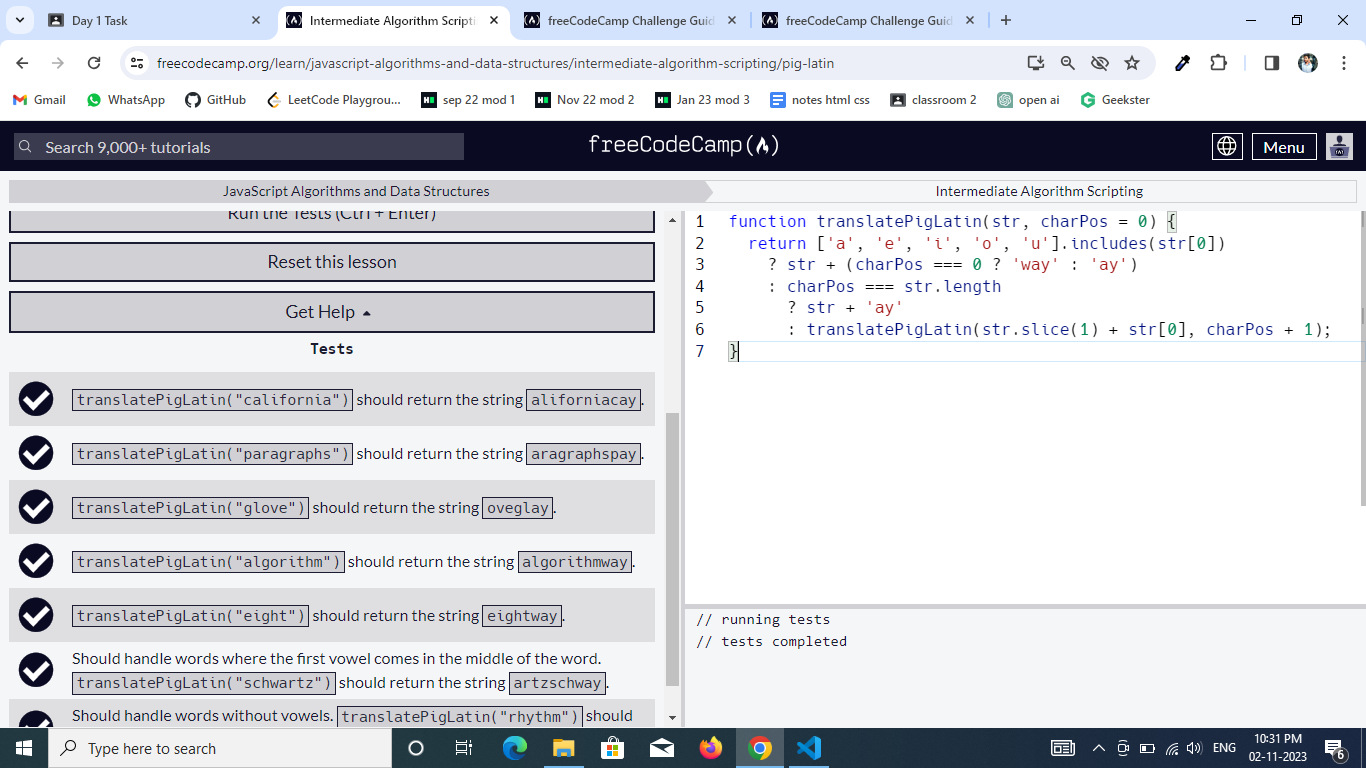 Day 1 Task
Intermediate Algorithm Scripti
freeCodeCamp Challenge Guid
freeCodeCamp Challenge Guid
freecodecamp.org/learn/javascript-algorithms-and-data-structures/intermediate-algorithm-scripting/pig-latin
Gmail
WhatsApp
GitHub
LeetCode Playgrou...
sep 22 mod 1
Nov 22 mod 2
Jan 23 mod 3
notes html css
classroom 2
open ai
Geekster
Search 9,000+ tutorials
freeCodeCamp
Menu
JavaScript Algorithms and Data Structures
Intermediate Algorithm Scripting
Run the Tests (Ctrl + Enter)
Reset this lesson
Get Help
Tests
translatePigLatin("california") should return the string aliforniacay.
translatePigLatin("paragraphs") should return the string aragraphspay.
translatePigLatin("glove") should return the string oveglay.
translatePigLatin("algorithm") should return the string algorithmway.
translatePigLatin("eight") should return the string eightway.
Should handle words where the first vowel comes in the middle of the word.
translatePigLatin("schwartz") should return the string artzschway.
Should handle words without vowels. translatePigLatin("rhythm") should
1 function translatePigLatin(str, charPos = 0) {
2   return ['a', 'e', 'i', 'o', 'u'].includes(str[0])
3     ? str + (charPos === 0 ? 'way' : 'ay')
4     : charPos === str.length
5       ? str + 'ay'
6       : translatePigLatin(str.slice(1) + str[0], charPos + 1);
7 }
// running tests
// tests completed
Type here to search
ENG
10:31 PM
02-11-2023
6